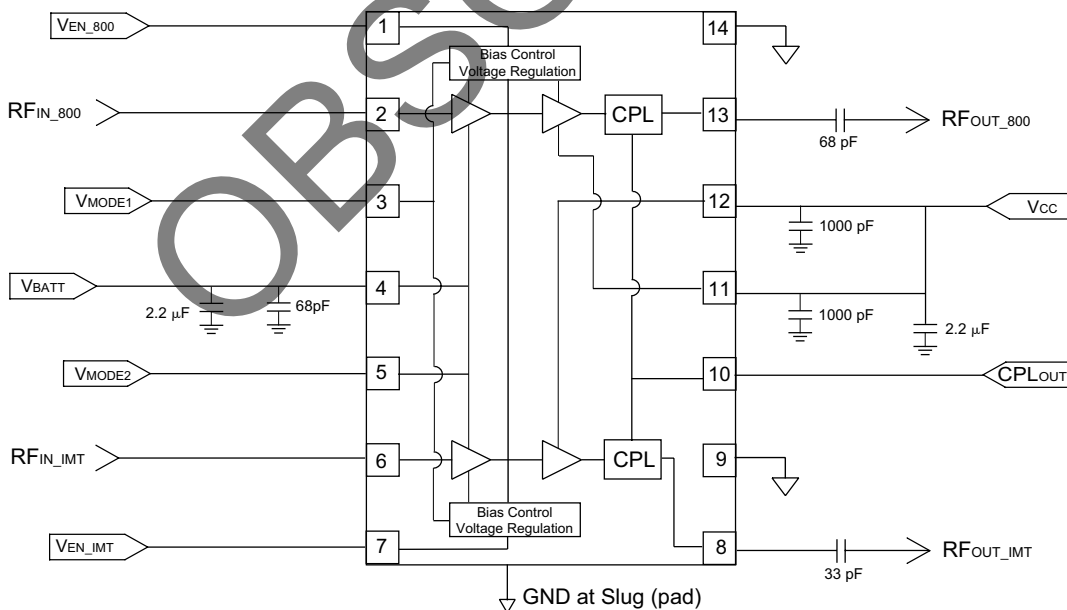 VEN_800
1
14
Bias Control
Voltage Regulation
RFIN_800
2
CPL
13
68 pF
RFOUT_800
VMODE1
3
12
VCC
1000 pF
VBATT
4
11
2.2 μF
68pF
1000 pF
2.2 μF
VMODE2
5
10
CPLOUT
RFIN_IMT
6
CPL
9
Bias Control
Voltage Regulation
VEN_IMT
7
8
33 pF
RFOUT_IMT
GND at Slug (pad)
OBSO